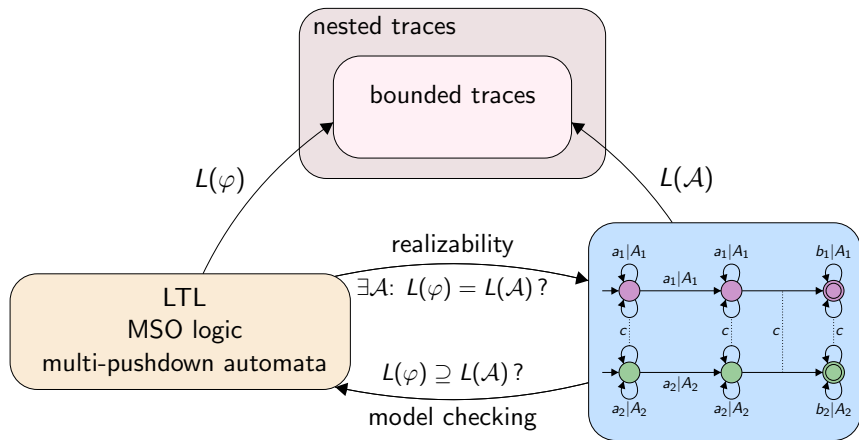 nested traces
bounded traces
L(φ)
L(𝒜)
realizability
∃𝒜: L(φ) = L(𝒜) ?
LTL
MSO logic
multi-pushdown automata
L(φ) ⊇ L(𝒜) ?
model checking
a₁|A₁ a₁|A₁ b₁|A₁
a₁|A₁
c c c c
a₂|A₂
a₂|A₂ a₂|A₂ b₂|A₂